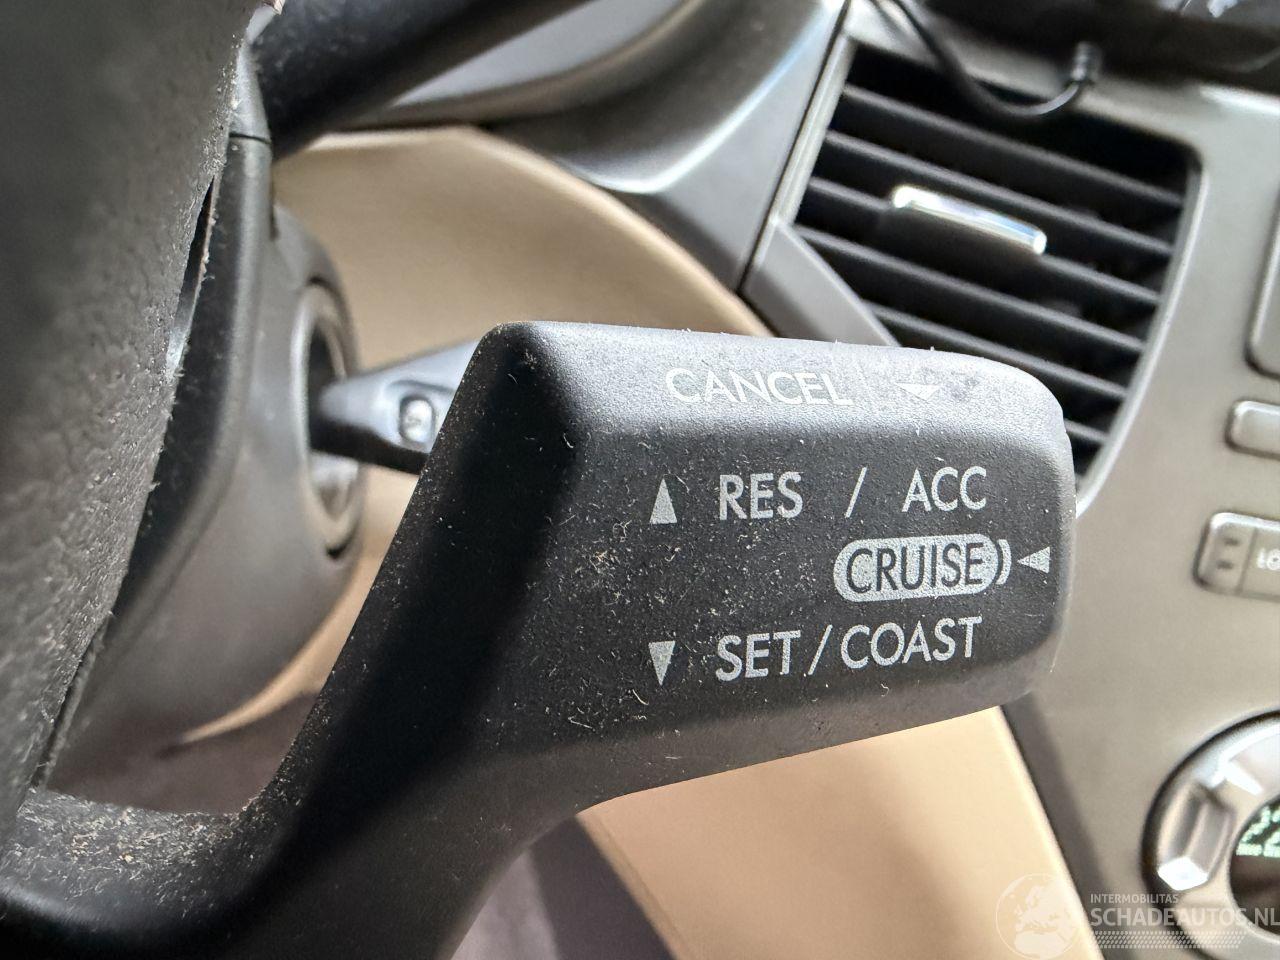 CANCEL
RES / ACC
CRUISE
SET / COAST
INTERMOBILITAS
SCHADEAUTOS.NL